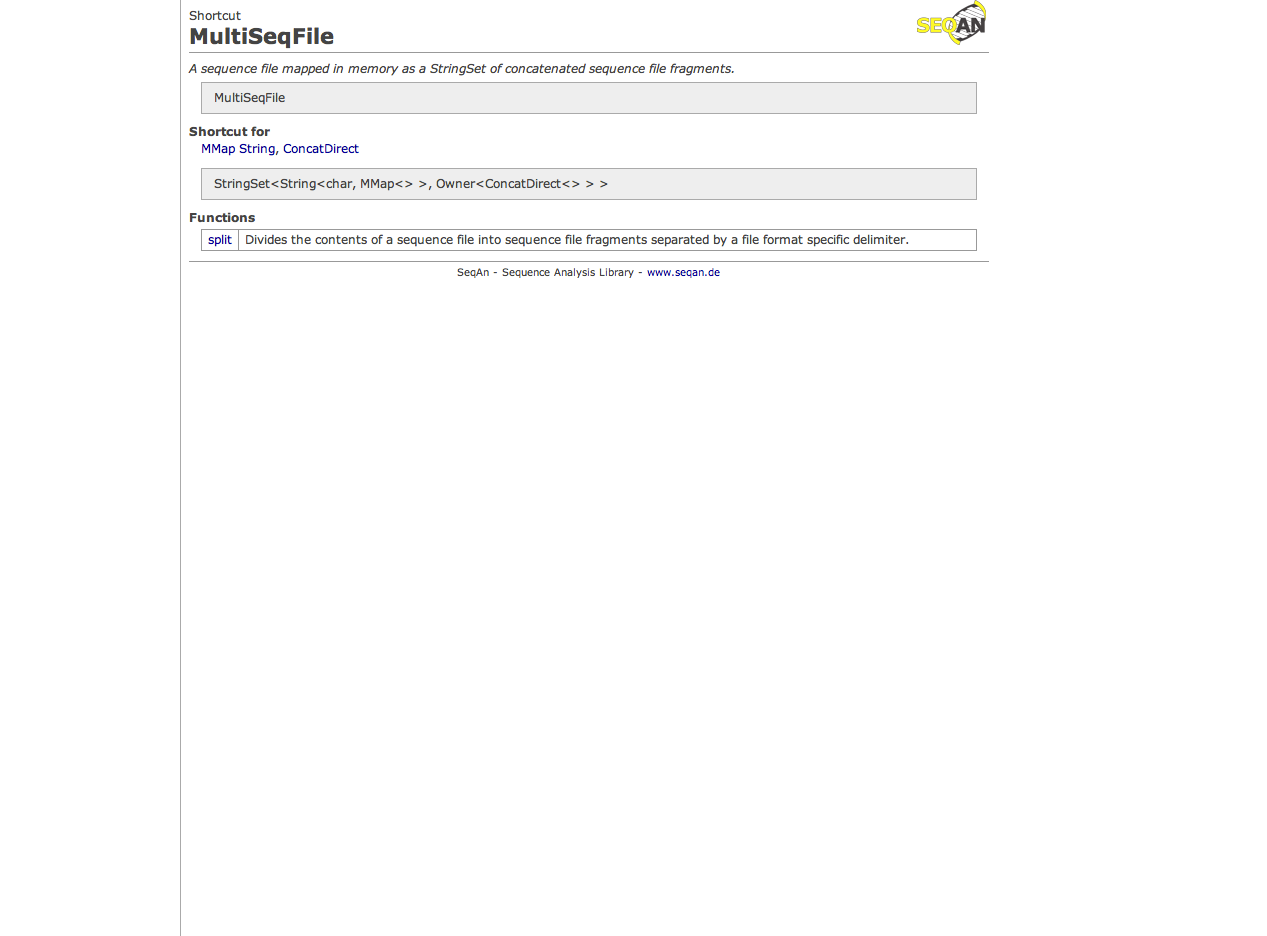 Shortcut
MultiSeqFile
SEQAN
A sequence file mapped in memory as a StringSet of concatenated sequence file fragments.
MultiSeqFile
Shortcut for
MMap String, ConcatDirect
StringSet<String<char, MMap<> >, Owner<ConcatDirect<> > >
Functions
split Divides the contents of a sequence file into sequence file fragments separated by a file format specific delimiter.
SeqAn - Sequence Analysis Library - www.seqan.de